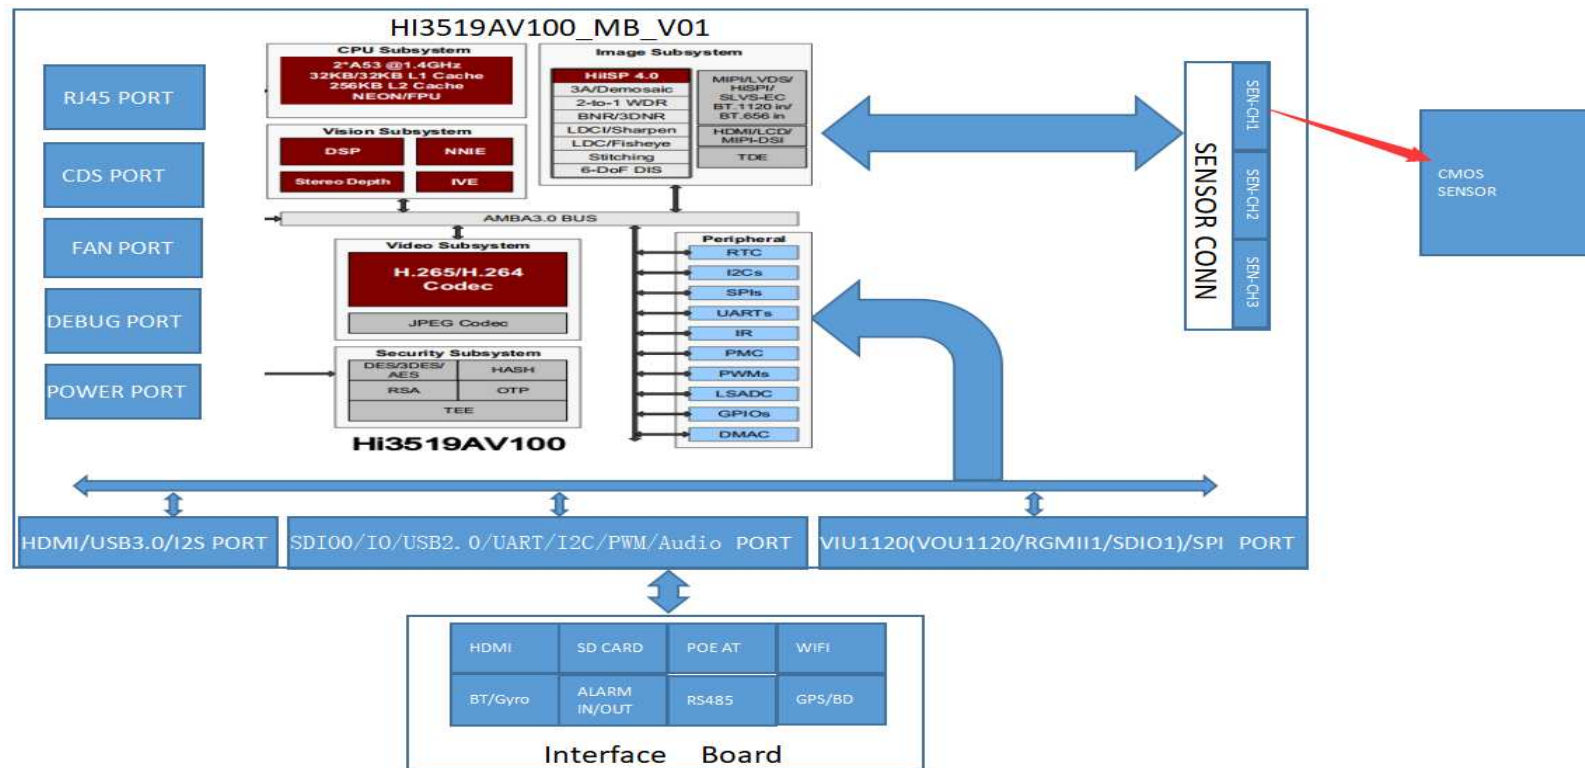 HI3519AV100_MB_V01
RJ45 PORT
CDS PORT
FAN PORT
DEBUG PORT
POWER PORT
CPU Subsystem
2*A53 @1.4GHz
32KB/32KB L1 Cache
256KB L2 Cache
NEON/FPU
Vision Subsystem
DSP
NNIE
Stereo Depth
IVE
Image Subsystem
HiISP 4.0
3A/Demosaic
2-to-1 WDR
BNR/3DNR
LDCI/Sharpen
LDC/Fisheye
Stitching
6-DoF DIS
MIPI/LVDS/
HiSPI/
SLVS-EC
BT.1120 in/
BT.656 in
HDMI/LCD/
MIPI-DSI
TDE
AMBA3.0 BUS
Video Subsystem
H.265/H.264
Codec
JPEG Codec
Security Subsystem
DES/3DES/
AES
HASH
RSA
OTP
TEE
Hi3519AV100
Peripheral
RTC
I2Cs
SPIs
UARTs
IR
PMC
PWMs
LSADC
GPIOs
DMAC
SENSOR CONN
SEN-CH1
SEN-CH2
SEN-CH3
CMOS
SENSOR
HDMI/USB3.0/I2S PORT
SDIO0/IO/USB2.0/UART/I2C/PWM/Audio PORT
VIU1120(VOU1120/RGMII1/SDIO1)/SPI PORT
HDMI
SD CARD
POE AT
WIFI
BT/Gyro
ALARM
IN/OUT
RS485
GPS/BD
Interface Board